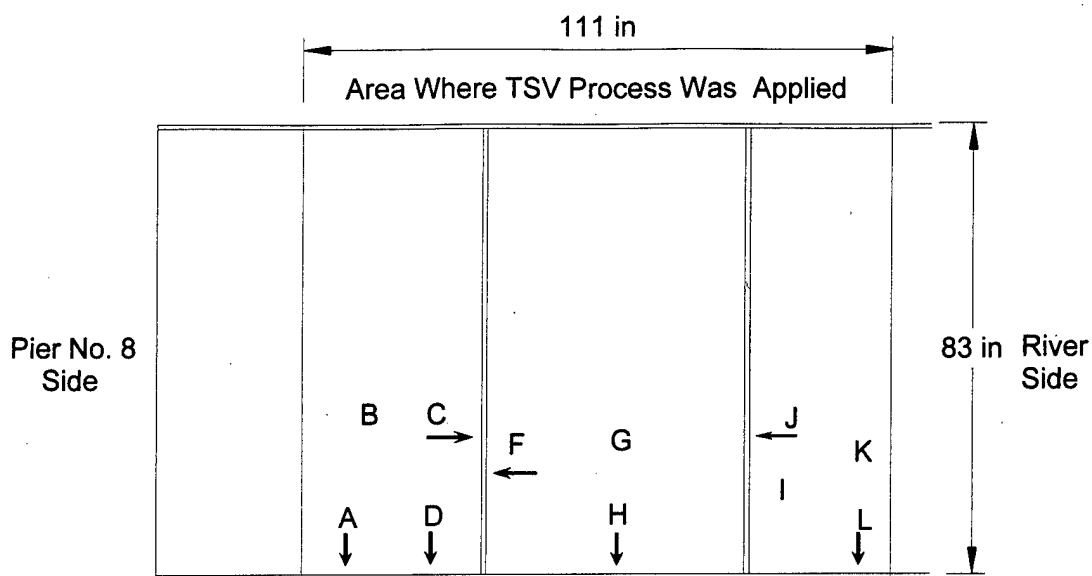 111 in
Area Where TSV Process Was Applied
Pier No. 8
Side
83 in
River
Side
B
C
F
G
J
K
I
A
D
H
L